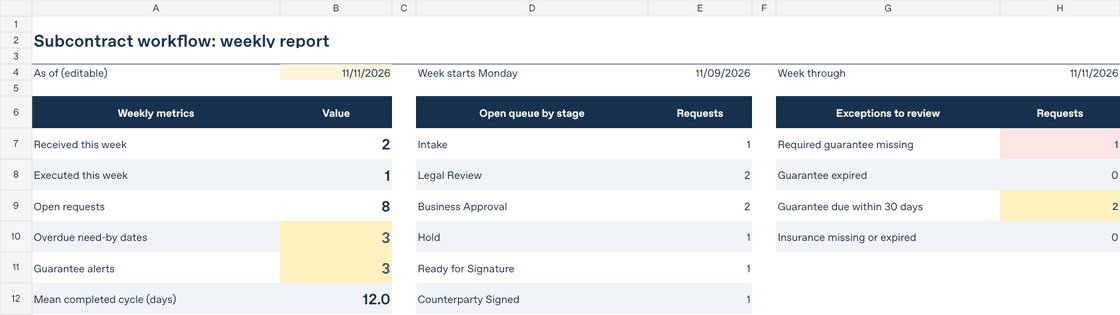 A B C D E F G H
1
2 Subcontract workflow: weekly report
3
4 As of (editable) 11/11/2026 Week starts Monday 11/09/2026 Week through 11/11/2026
5
6 Weekly metrics Value Open queue by stage Requests Exceptions to review Requests
7 Received this week 2 Intake 1 Required guarantee missing 1
8 Executed this week 1 Legal Review 2 Guarantee expired 0
9 Open requests 8 Business Approval 2 Guarantee due within 30 days 2
10 Overdue need-by dates 3 Hold 1 Insurance missing or expired 0
11 Guarantee alerts 3 Ready for Signature 1
12 Mean completed cycle (days) 12.0 Counterparty Signed 1